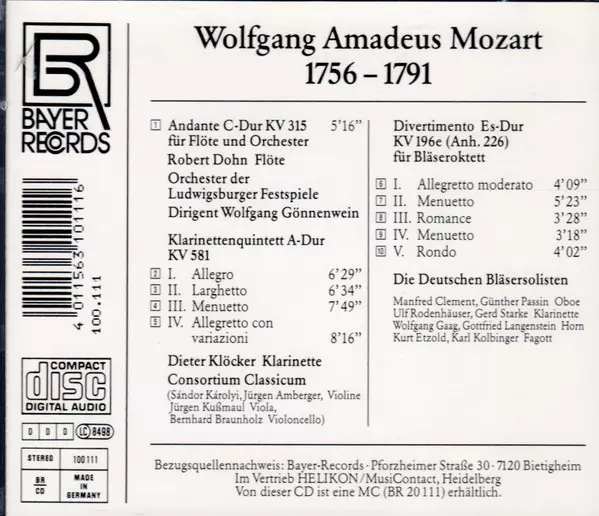 Wolfgang Amadeus Mozart
1756 – 1791
BR
BAYER
RECORDS
4 011563 101116
100.111
COMPACT
disc
DIGITAL AUDIO
D D D LC 8498
STEREO 100 111
BR
CD
MADE
IN
GERMANY
1 Andante C-Dur KV 315 5’16”
für Flöte und Orchester
Robert Dohn Flöte
Orchester der
Ludwigsburger Festspiele
Dirigent Wolfgang Gönnenwein
Klarinettenquintett A-Dur
KV 581
2 I. Allegro 6’29”
3 II. Larghetto 6’34”
4 III. Menuetto 7’49”
5 IV. Allegretto con
variazioni 8’16”
Dieter Klöcker Klarinette
Consortium Classicum
(Sándor Károlyi, Jürgen Amberger, Violine
Jürgen Kußmaul Viola,
Bernhard Braunholz Violoncello)
Divertimento Es-Dur
KV 196e (Anh. 226)
für Bläseroktett
6 I. Allegretto moderato 4’09”
7 II. Menuetto 5’23”
8 III. Romance 3’28”
9 IV. Menuetto 3’18”
10 V. Rondo 4’02”
Die Deutschen Bläsersolisten
Manfred Clement, Günther Passin Oboe
Ulf Rodenhäuser, Gerd Starke Klarinette
Wolfgang Gaag, Gottfried Langenstein Horn
Kurt Etzold, Karl Kolbinger Fagott
Bezugsquellennachweis: Bayer-Records · Pforzheimer Straße 30 · 7120 Bietigheim
Im Vertrieb HELIKON/MusiContact, Heidelberg
Von dieser CD ist eine MC (BR 20 111) erhältlich.